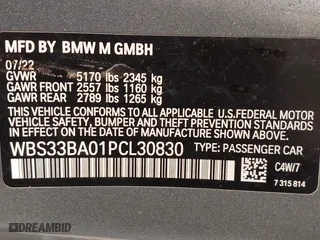 MFD BY BMW M GMBH
07/22
GVWR 5170 lbs 2345 kg
GAWR FRONT 2557 lbs 1160 kg
GAWR REAR 2789 lbs 1265 kg
THIS VEHICLE CONFORMS TO ALL APPLICABLE U.S. FEDERAL MOTOR
VEHICLE SAFETY, BUMPER, AND THEFT PREVENTION STANDARDS
IN EFFECT ON THE DATE OF MANUFACTURE SHOWN ABOVE.
WBS33BA01PCL30830 TYPE: PASSENGER CAR
C4W/7
7 315 814
AutoBidMaster